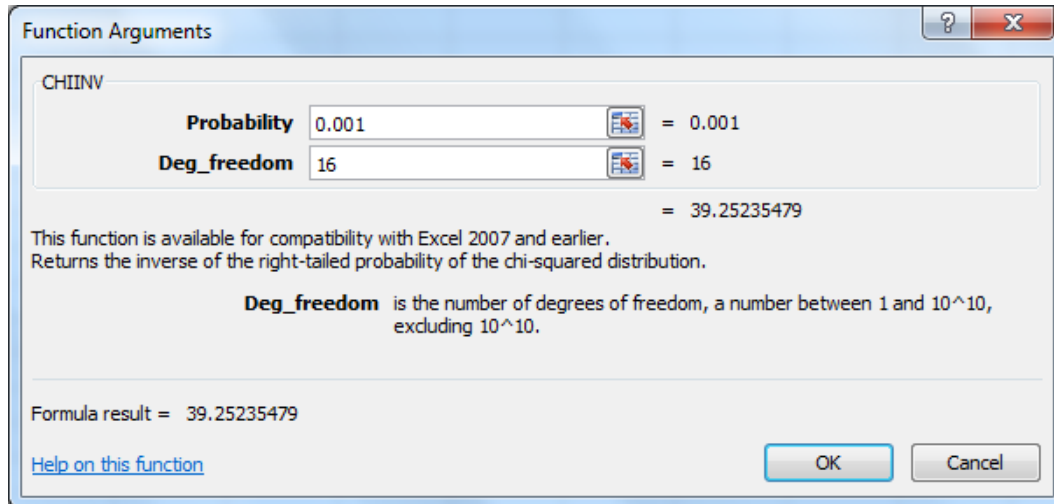 Function Arguments
CHIINV
Probability 0.001 = 0.001
Deg_freedom 16 = 16
= 39.25235479
This function is available for compatibility with Excel 2007 and earlier.
Returns the inverse of the right-tailed probability of the chi-squared distribution.
Deg_freedom is the number of degrees of freedom, a number between 1 and 10^10,
excluding 10^10.
Formula result = 39.25235479
Help on this function OK Cancel